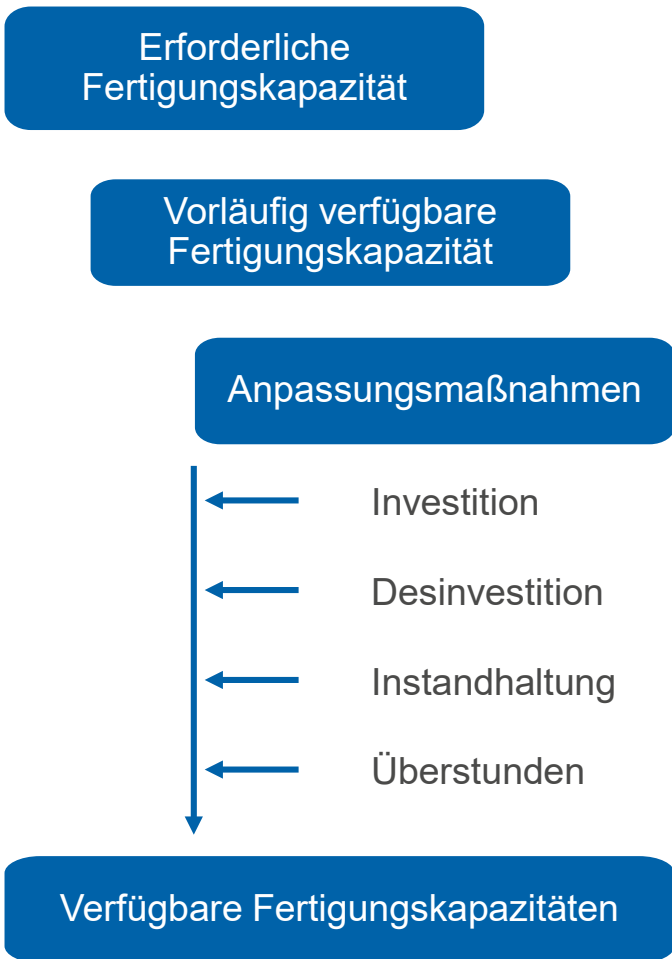 Erforderliche
Fertigungskapazität
Vorläufig verfügbare
Fertigungskapazität
Anpassungsmaßnahmen
Investition
Desinvestition
Instandhaltung
Überstunden
Verfügbare Fertigungskapazitäten